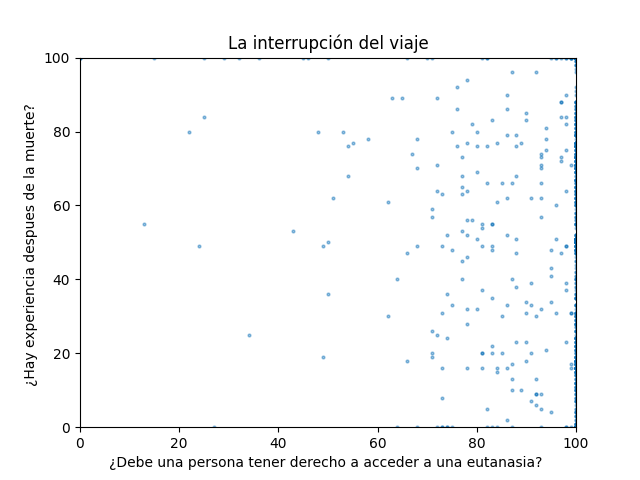 La interrupción del viaje
¿Hay experiencia despues de la muerte?
100
80
60
40
20
0
0 20 40 60 80 100
¿Debe una persona tener derecho a acceder a una eutanasia?